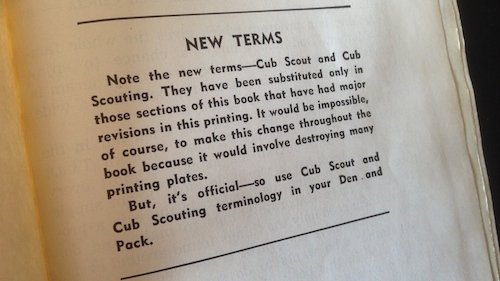 NEW TERMS
Note the new terms—Cub Scout and Cub
Scouting. They have been substituted only in
those sections of this book that have had major
revisions in this printing. It would be impossible,
of course, to make this change throughout the
book because it would involve destroying many
printing plates.
But, it's official—so use Cub Scout and
Cub Scouting terminology in your Den and
Pack.